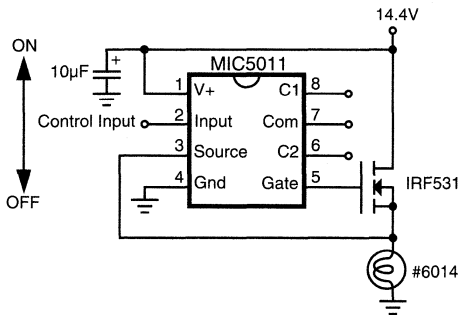 14.4V
ON
+
10µF
MIC5011
1 V+ C1 8
Control Input 2 Input Com 7
3 Source C2 6
4 Gnd Gate 5
IRF531
OFF
#6014